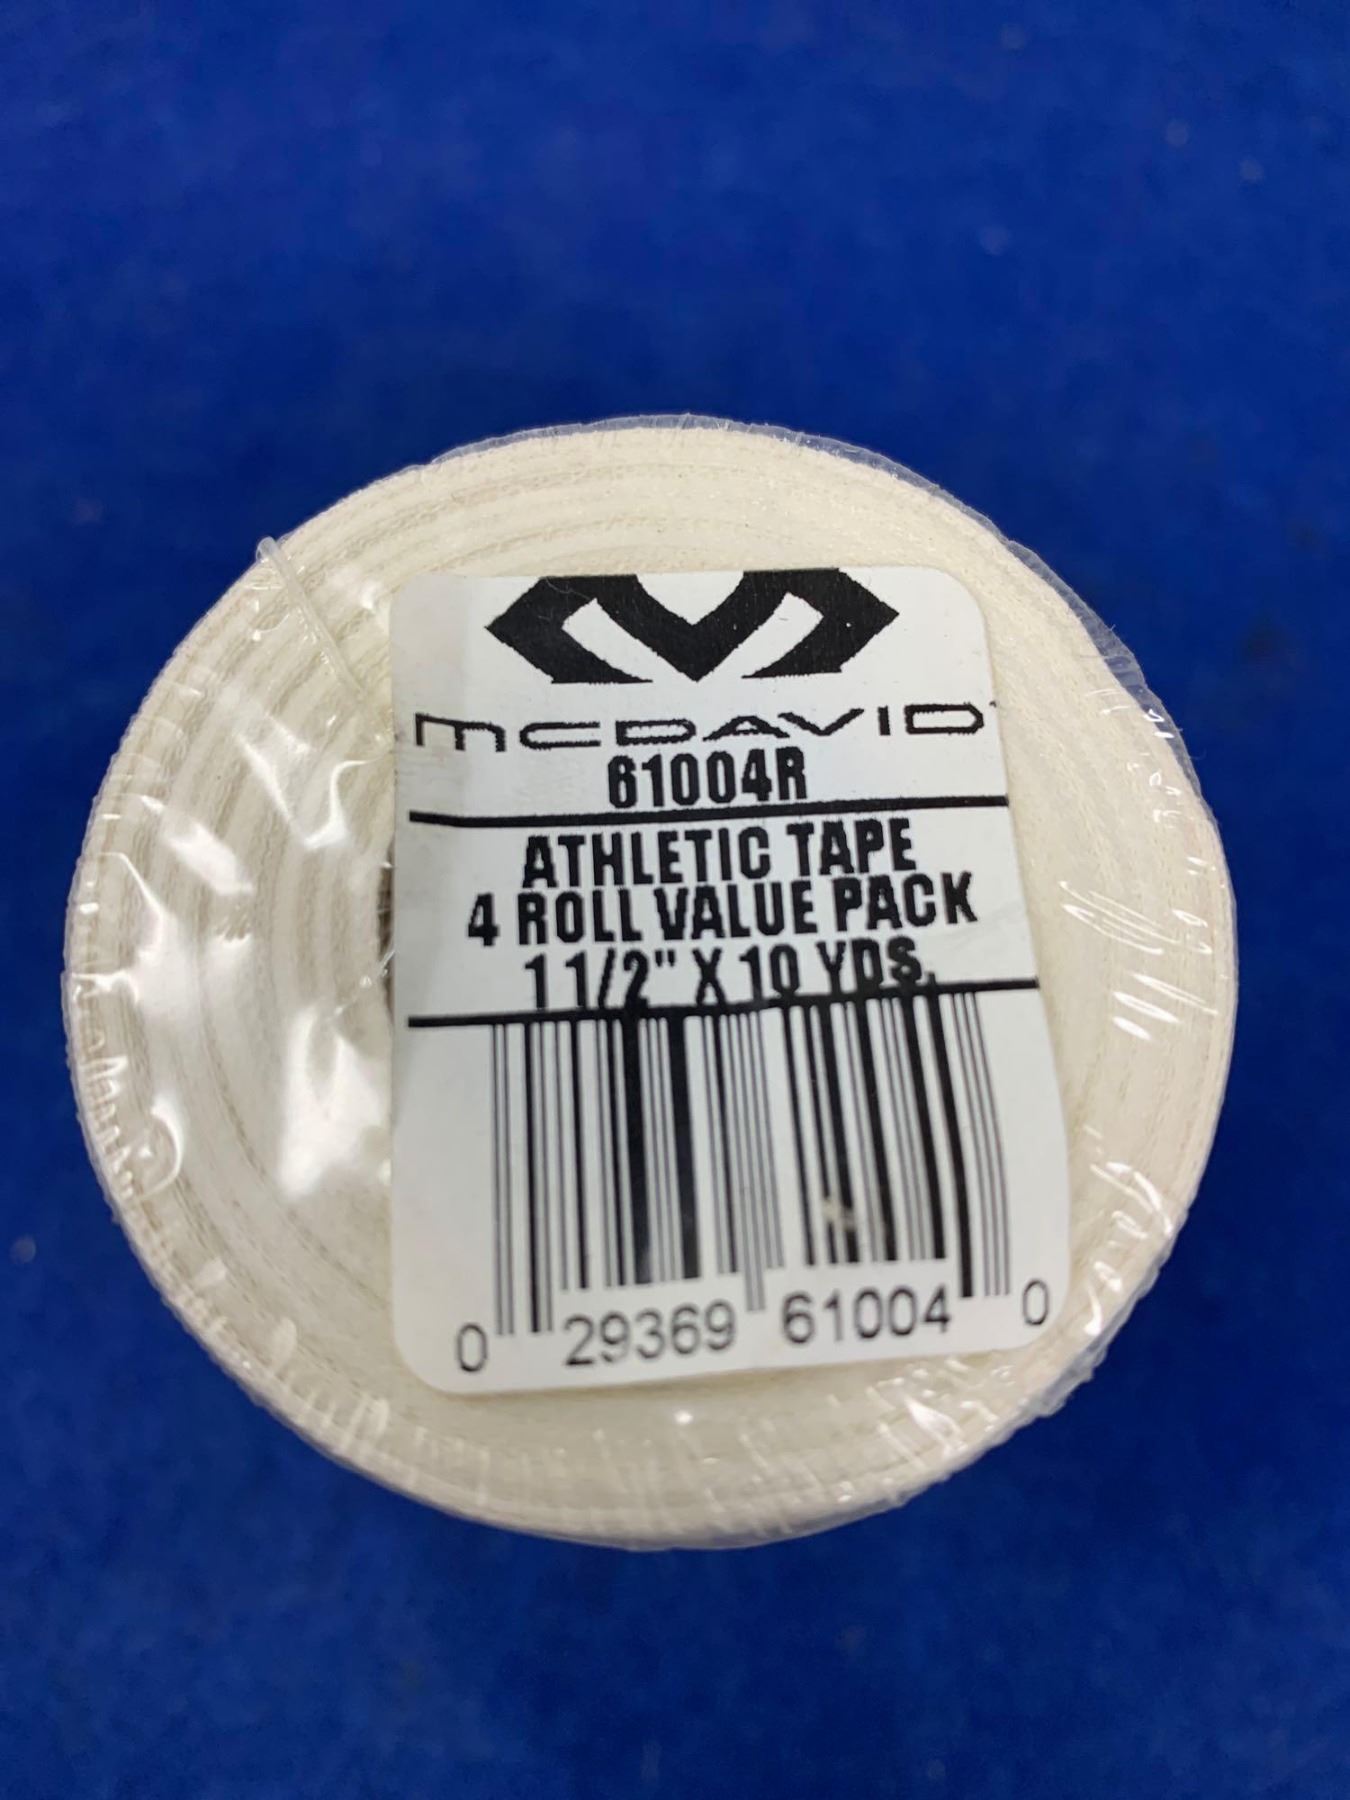 McDAVID
61004R
ATHLETIC TAPE
4 ROLL VALUE PACK
1 1/2" X 10 YDS.
0 29369 61004 0